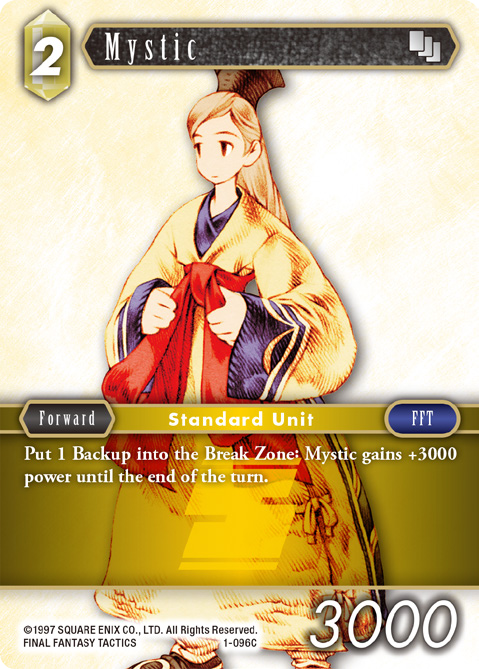 2
Mystic
Forward
Standard Unit
FFT
Put 1 Backup into the Break Zone: Mystic gains +3000
power until the end of the turn.
3000
©1997 SQUARE ENIX CO., LTD. All Rights Reserved.
FINAL FANTASY TACTICS
1-096C